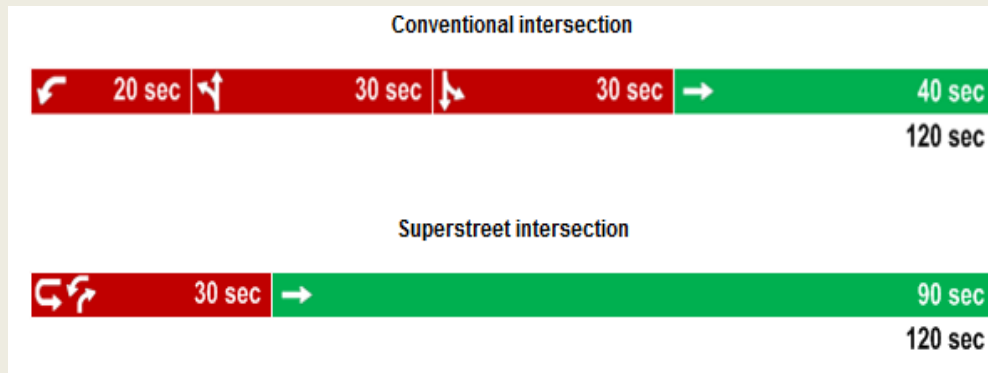 Conventional intersection
20 sec 30 sec 30 sec 40 sec
120 sec
Superstreet intersection
30 sec 90 sec
120 sec